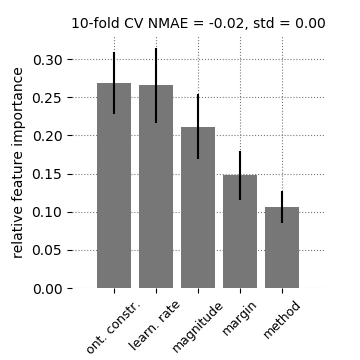 10-fold CV NMAE = -0.02, std = 0.00
relative feature importance
0.30
0.25
0.20
0.15
0.10
0.05
0.00
ont. constr.
learn. rate
magnitude
margin
method